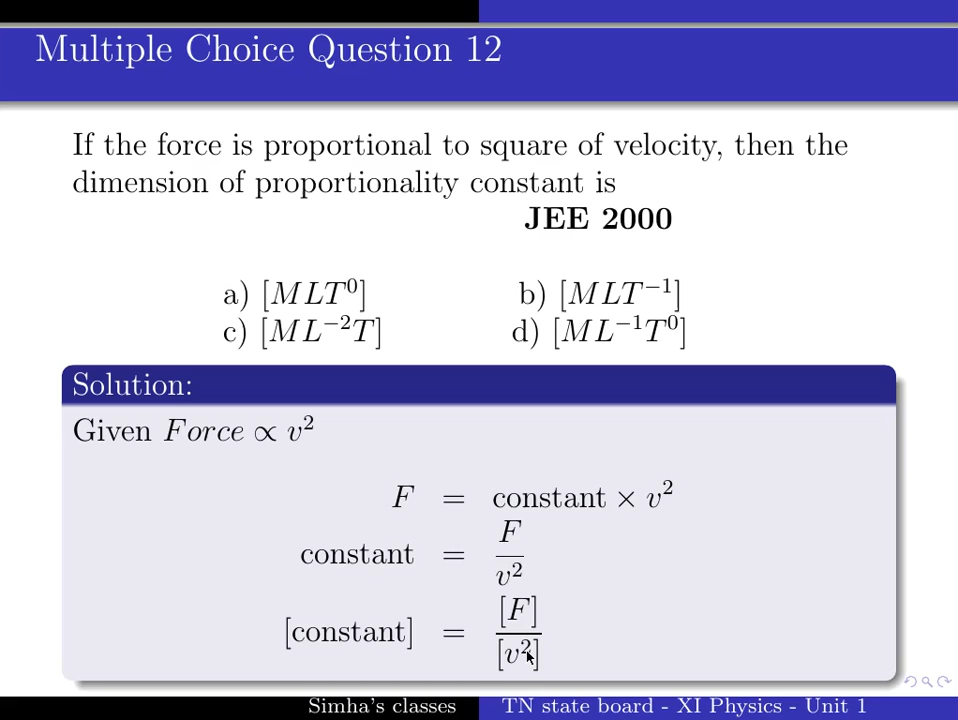 Multiple Choice Question 12
If the force is proportional to square of velocity, then the
dimension of proportionality constant is
JEE 2000
a) [MLT⁰] b) [MLT⁻¹]
c) [ML⁻²T] d) [ML⁻¹T⁰]
Solution:
Given Force ∝ v²
F = constant × v²
constant = F / v²
[constant] = [F] / [v²]
Simha's classes TN state board - XI Physics - Unit 1